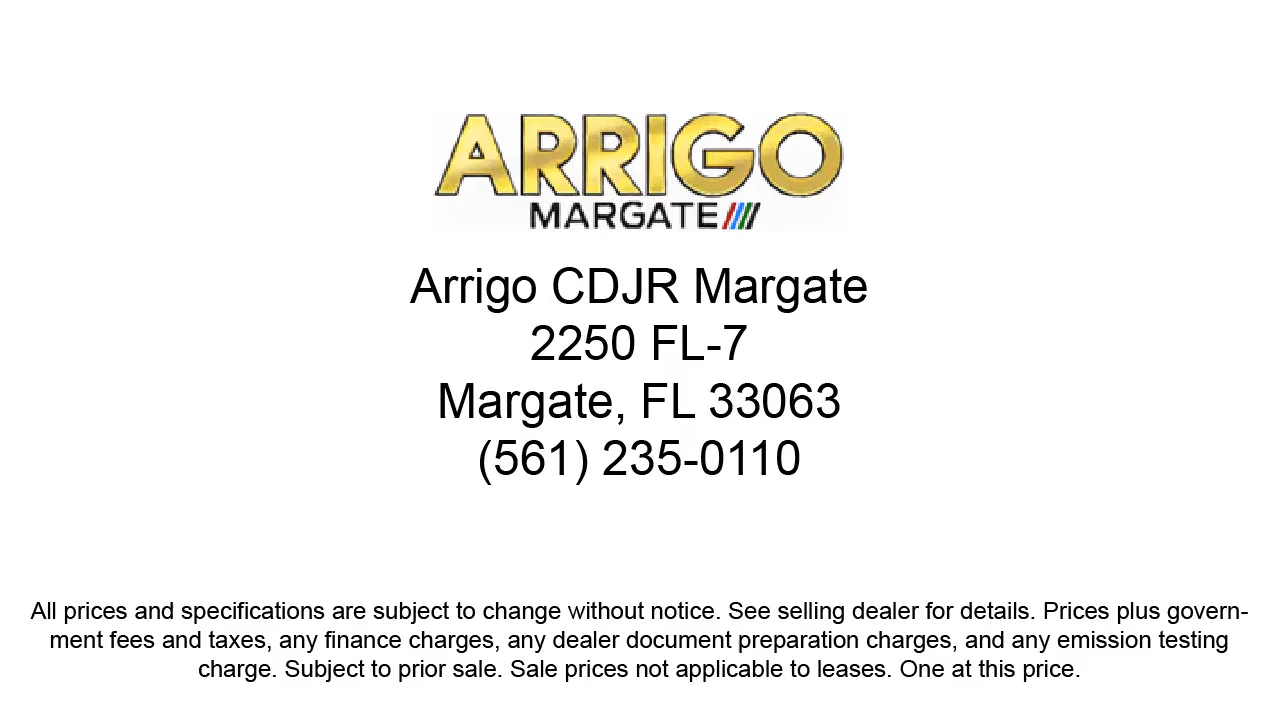 ARRIGO
MARGATE
Arrigo CDJR Margate
2250 FL-7
Margate, FL 33063
(561) 235-0110
All prices and specifications are subject to change without notice. See selling dealer for details. Prices plus govern-
ment fees and taxes, any finance charges, any dealer document preparation charges, and any emission testing
charge. Subject to prior sale. Sale prices not applicable to leases. One at this price.